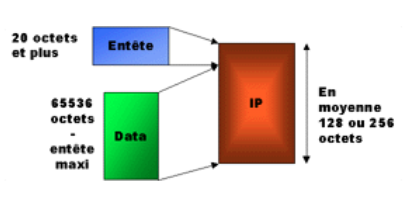 20 octets
et plus
Entête
65536
octets
-
entête
maxi
Data
IP
En
moyenne
128 ou 256
octets